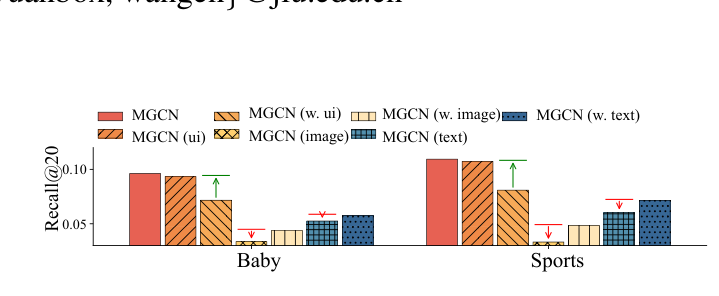 MGCN MGCN (w. ui) MGCN (w. image) MGCN (w. text)
MGCN (ui) MGCN (image) MGCN (text)
Recall@20
0.10
0.05
Baby Sports